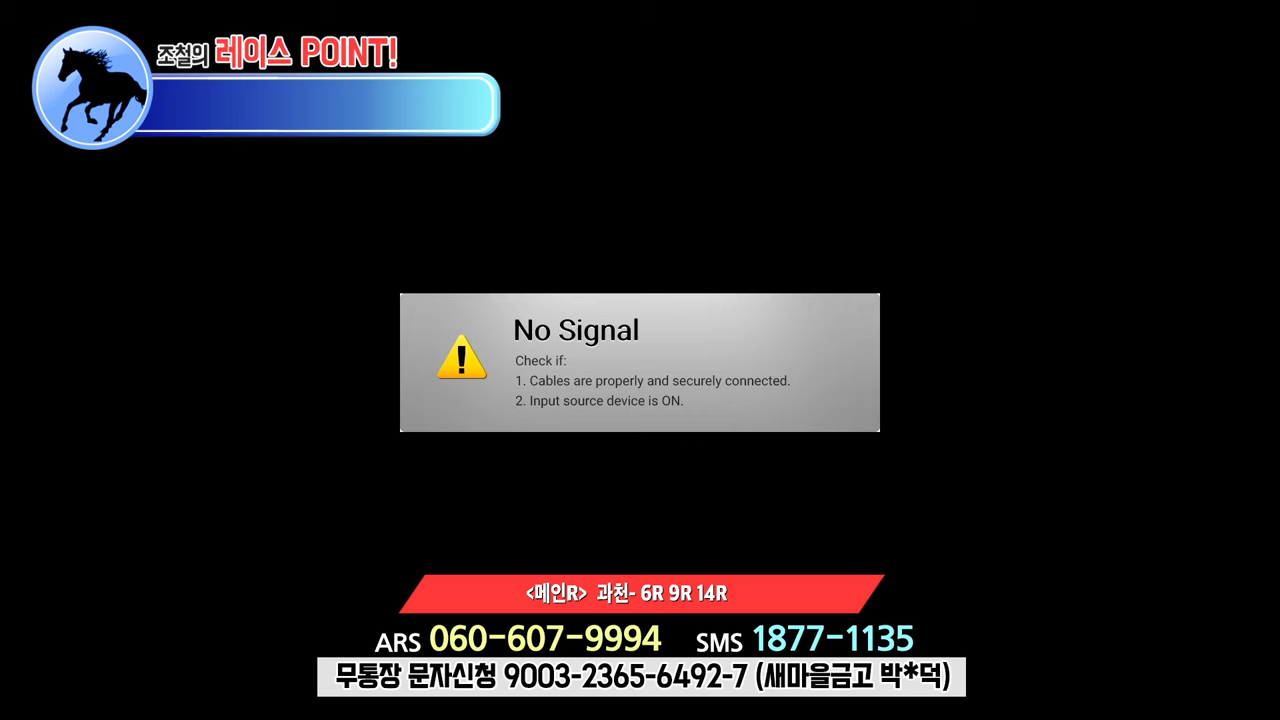 조철의 레이스 POINT!
No Signal
Check if:
1. Cables are properly and securely connected.
2. Input source device is ON.
<메인R> 과천- 6R 9R 14R
ARS 060-607-9994 SMS 1877-1135
무통장 문자신청 9003-2365-6492-7 (새마을금고 박*덕)